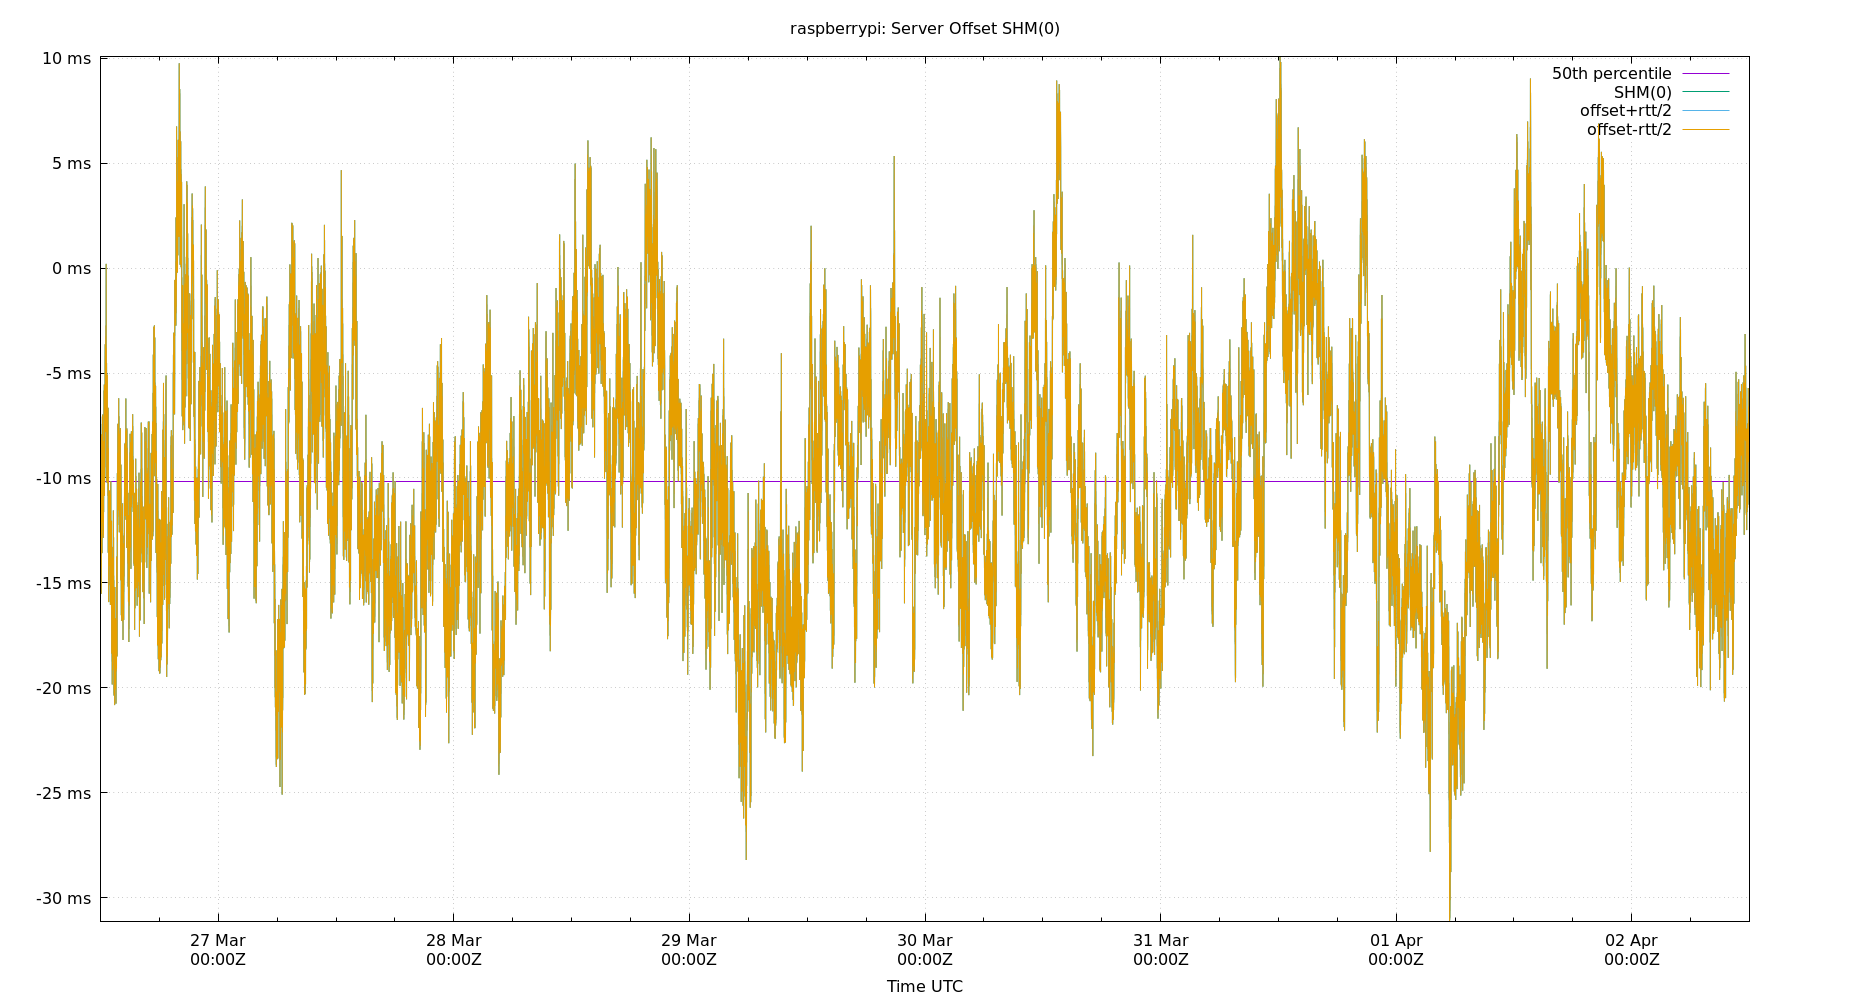 raspberrypi: Server Offset SHM(0)
10 ms
5 ms
0 ms
-5 ms
-10 ms
-15 ms
-20 ms
-25 ms
-30 ms
50th percentile
SHM(0)
offset+rtt/2
offset-rtt/2
27 Mar
00:00Z
28 Mar
00:00Z
29 Mar
00:00Z
30 Mar
00:00Z
31 Mar
00:00Z
01 Apr
00:00Z
02 Apr
00:00Z
Time UTC